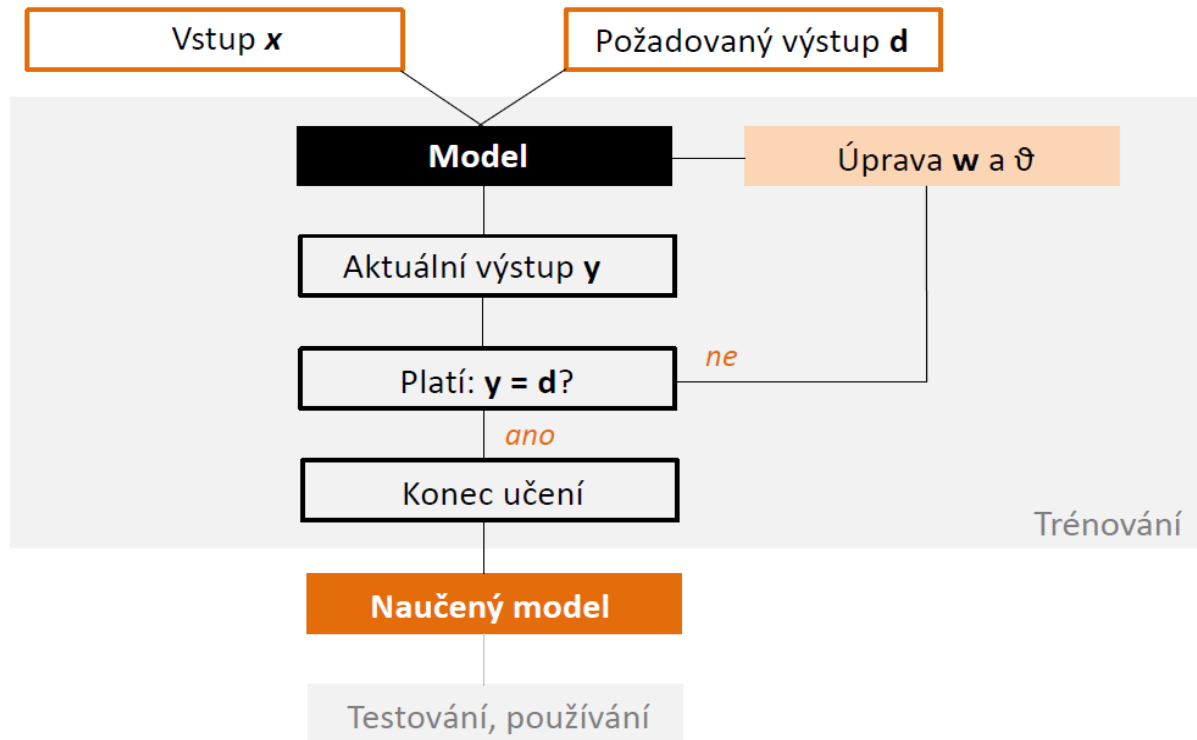 Vstup x
Požadovaný výstup d
Model
Úprava w a ϑ
Aktuální výstup y
Platí: y = d?
ne
ano
Konec učení
Trénování
Naučený model
Testování, používání